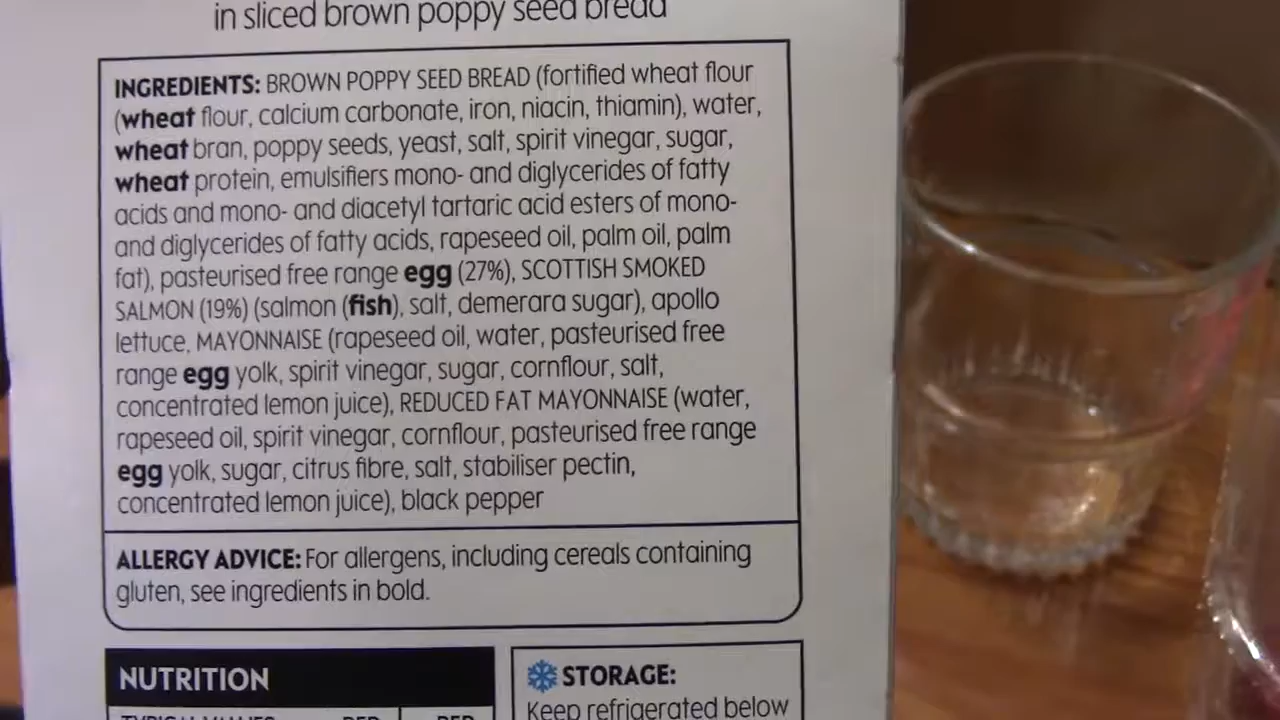 in sliced brown poppy seed bread
INGREDIENTS: BROWN POPPY SEED BREAD (fortified wheat flour
(wheat flour, calcium carbonate, iron, niacin, thiamin), water,
wheat bran, poppy seeds, yeast, salt, spirit vinegar, sugar,
wheat protein, emulsifiers mono- and diglycerides of fatty
acids and mono- and diacetyl tartaric acid esters of mono-
and diglycerides of fatty acids, rapeseed oil, palm oil, palm
fat), pasteurised free range egg (27%), SCOTTISH SMOKED
SALMON (19%) (salmon (fish), salt, demerara sugar), apollo
lettuce, MAYONNAISE (rapeseed oil, water, pasteurised free
range egg yolk, spirit vinegar, sugar, cornflour, salt,
concentrated lemon juice), REDUCED FAT MAYONNAISE (water,
rapeseed oil, spirit vinegar, cornflour, pasteurised free range
egg yolk, sugar, citrus fibre, salt, stabiliser pectin,
concentrated lemon juice), black pepper
ALLERGY ADVICE: For allergens, including cereals containing
gluten, see ingredients in bold.
NUTRITION
TYPICAL VALUES PER PER
STORAGE:
Keep refrigerated below